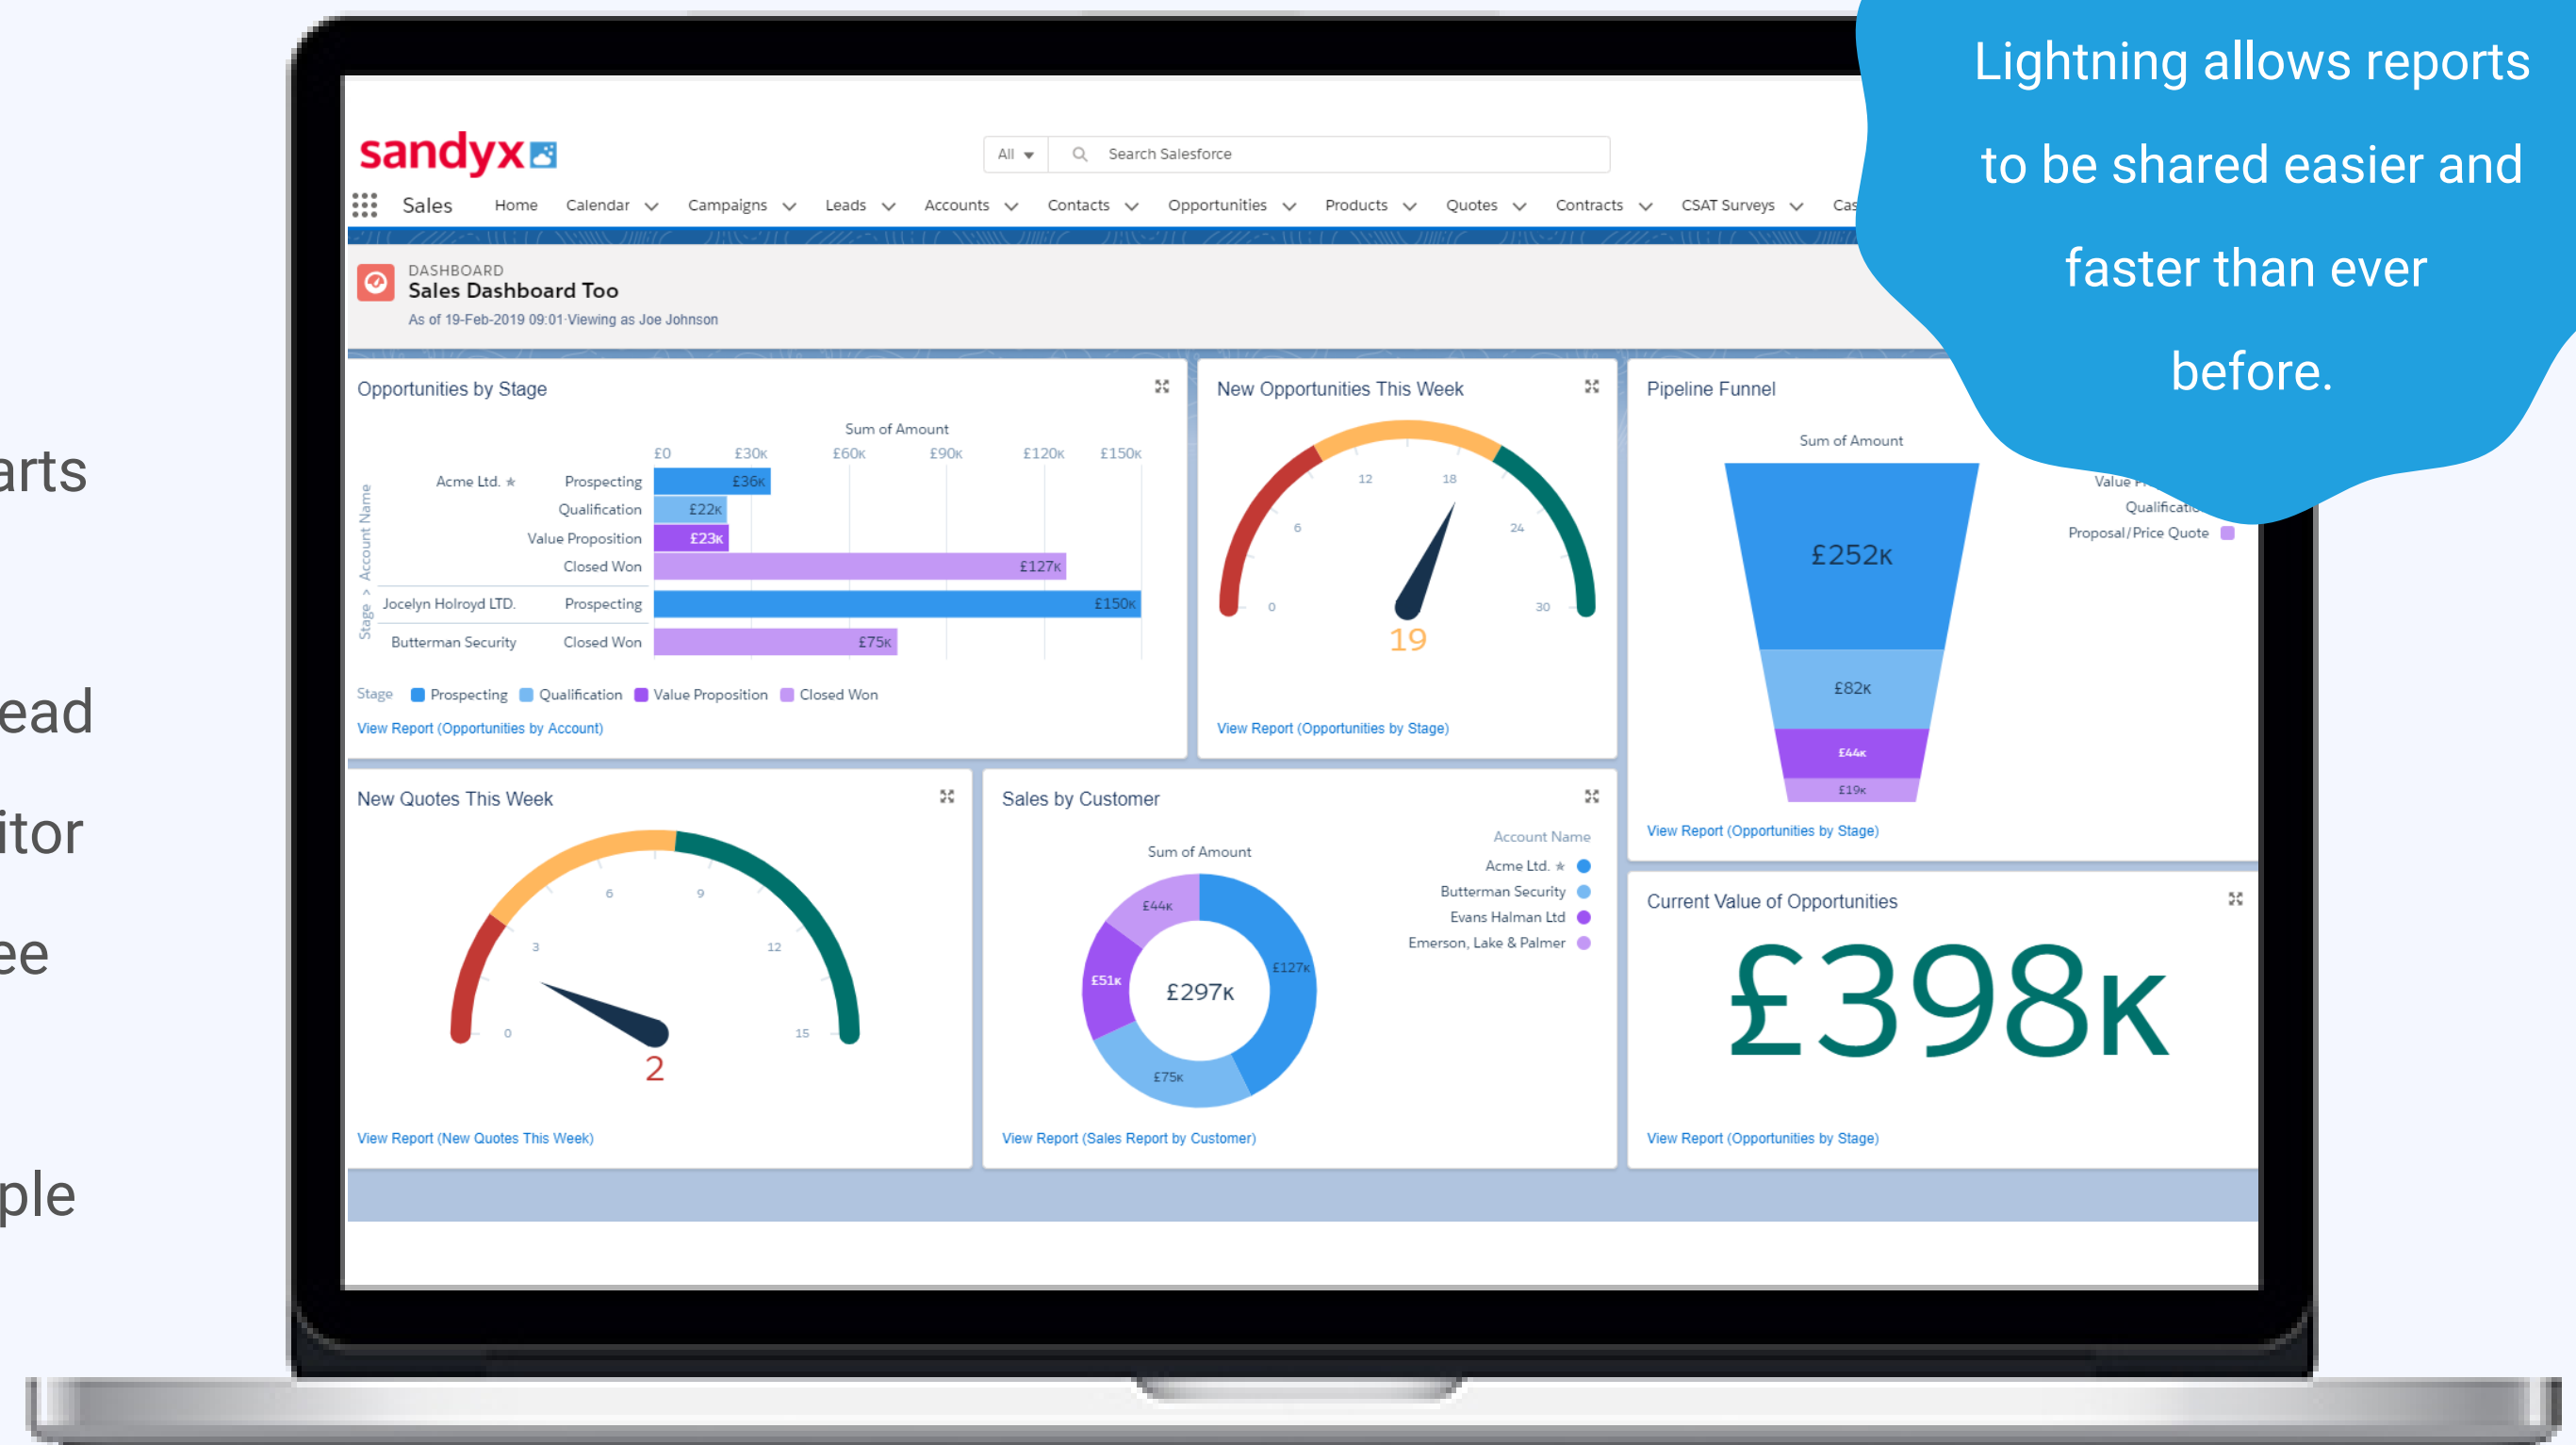 Lightning allows reports
to be shared easier and
faster than ever
before.
sandyx
All
Search Salesforce
Sales Home Calendar Campaigns Leads Accounts Contacts Opportunities Products Quotes Contracts CSAT Surveys
DASHBOARD
Sales Dashboard Too
As of 19-Feb-2019 09:01·Viewing as Joe Johnson
Opportunities by Stage
Sum of Amount
£0 £30K £60K £90K £120K £150K
Stage > Account Name
Acme Ltd. ★ Prospecting £36K
Qualification £22K
Value Proposition £23K
Closed Won £127K
Jocelyn Holroyd LTD. Prospecting £150K
Butterman Security Closed Won £75K
Stage Prospecting Qualification Value Proposition Closed Won
View Report (Opportunities by Account)
New Opportunities This Week
0 6 12 18 24 30
19
View Report (Opportunities by Stage)
Pipeline Funnel
Sum of Amount
Value
Proposal/Price Quote
£252K
£82K
£44K
£19K
View Report (Opportunities by Stage)
New Quotes This Week
0 3 6 9 12 15
2
View Report (New Quotes This Week)
Sales by Customer
Sum of Amount
£44K
£127K
£51K
£297K
£75K
Account Name
Acme Ltd. ★
Butterman Security
Evans Halman Ltd
Emerson, Lake & Palmer
View Report (Sales Report by Customer)
Current Value of Opportunities
£398K
View Report (Opportunities by Stage)